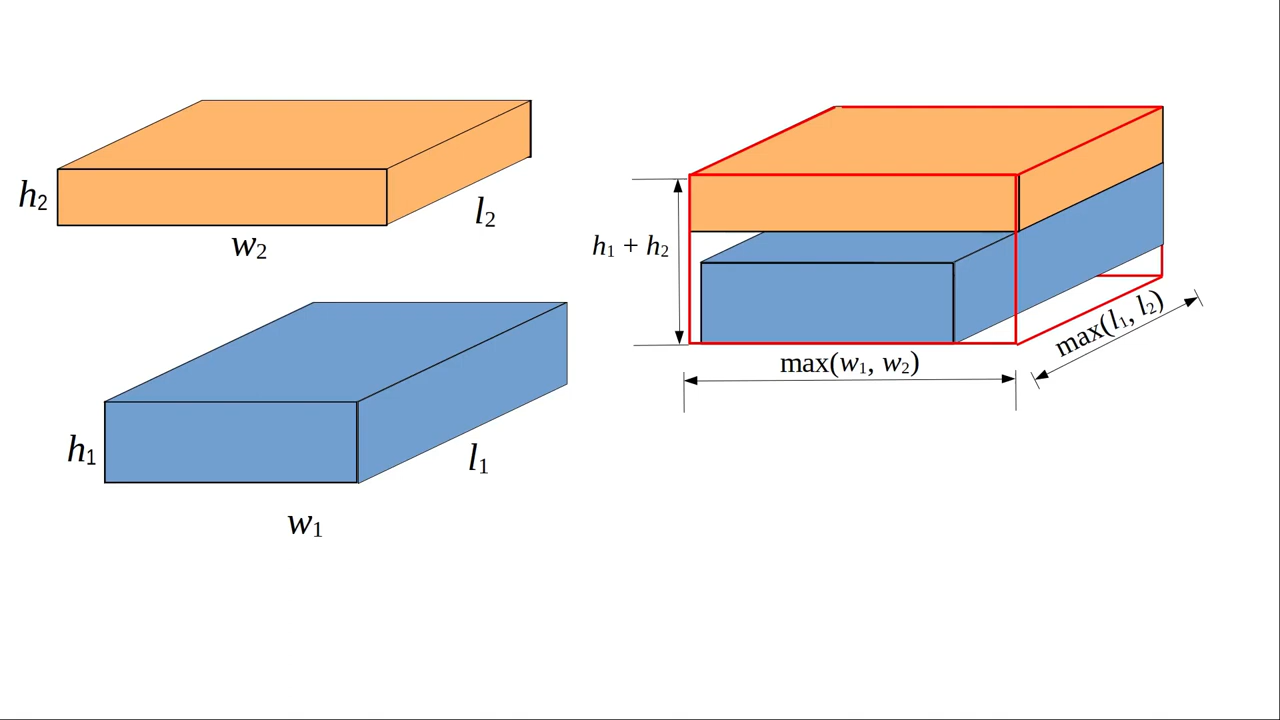 h2
l2
w2
h1
l1
w1
h1 + h2
max(l1, l2)
max(w1, w2)